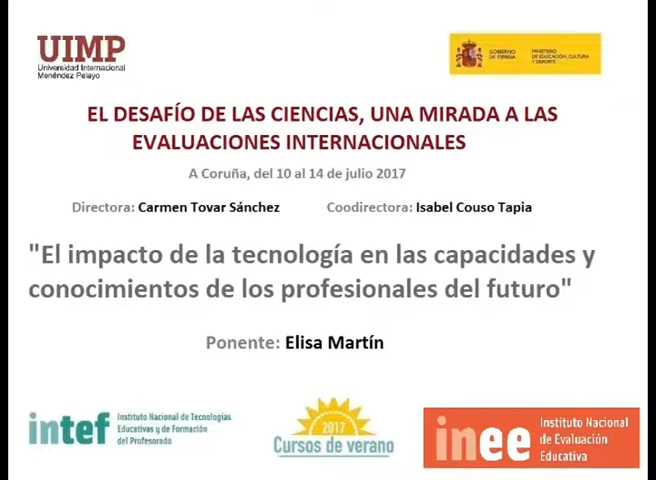 UIMP
Universidad Internacional
Menéndez Pelayo
GOBIERNO
DE ESPAÑA
MINISTERIO
DE EDUCACIÓN, CULTURA
Y DEPORTE
EL DESAFÍO DE LAS CIENCIAS, UNA MIRADA A LAS
EVALUACIONES INTERNACIONALES
A Coruña, del 10 al 14 de julio 2017
Directora: Carmen Tovar Sánchez
Coodirectora: Isabel Couso Tapia
"El impacto de la tecnología en las capacidades y
conocimientos de los profesionales del futuro"
Ponente: Elisa Martín
intef
Instituto Nacional de Tecnologías
Educativas y de Formación
del Profesorado
2017
Cursos de verano
inee
Instituto Nacional
de Evaluación
Educativa